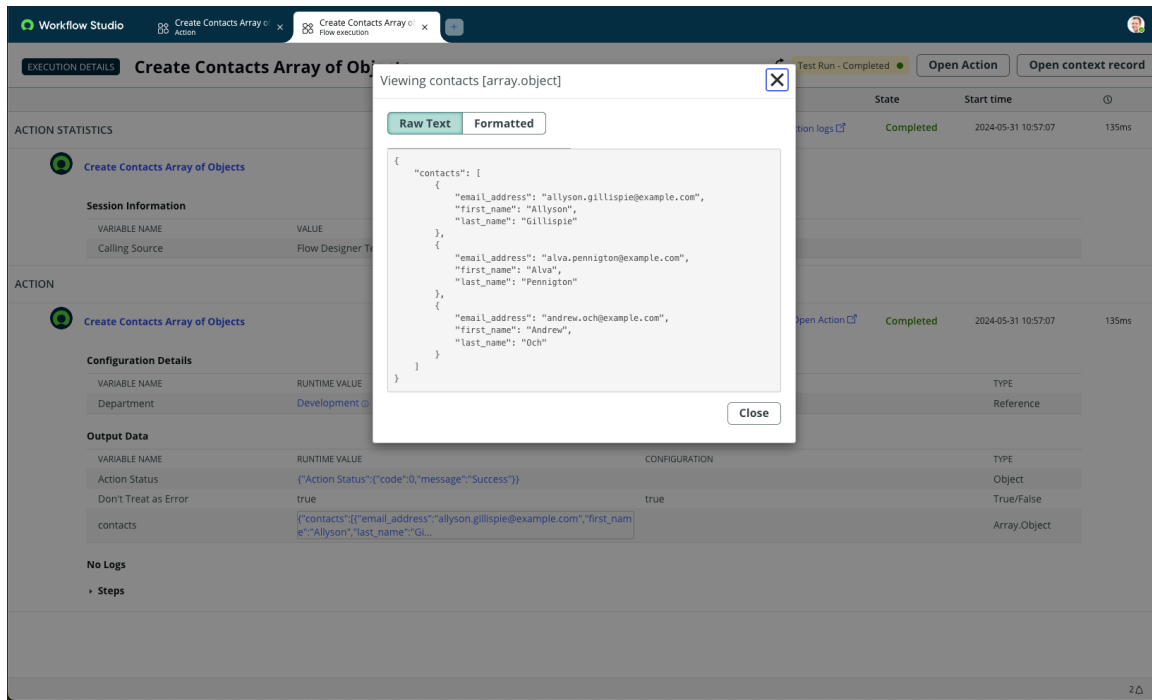 Workflow Studio
Create Contacts Array of
Action
Create Contacts Array of
Flow execution
EXECUTION DETAILS
Create Contacts Array of
Test Run - Completed
Open Action
Open context record
State
Start time
ACTION STATISTICS
tion logs
Completed
2024-05-31 10:57:07
135ms
Create Contacts Array of Objects
Session Information
VARIABLE NAME
VALUE
Calling Source
Flow Designer
ACTION
Create Contacts Array of Objects
Open Action
Completed
2024-05-31 10:57:07
135ms
Configuration Details
VARIABLE NAME
RUNTIME VALUE
TYPE
Department
Development
Reference
Output Data
VARIABLE NAME
RUNTIME VALUE
CONFIGURATION
TYPE
Action Status
{"Action Status":{"code":0,"message":"Success"}}
Object
Don't Treat as Error
true
true
True/False
contacts
{"contacts":[{"email_address":"allyson.gillispie@example.com","first_nam
e":"Allyson","last_name":"Gi...
Array.Object
No Logs
Steps
2
Viewing contacts [array.object]
Raw Text
Formatted
{
"contacts": [
{
"email_address": "allyson.gillispie@example.com",
"first_name": "Allyson",
"last_name": "Gillispie"
},
{
"email_address": "alva.pennigton@example.com",
"first_name": "Alva",
"last_name": "Pennigton"
},
{
"email_address": "andrew.och@example.com",
"first_name": "Andrew",
"last_name": "Och"
}
]
}
Close